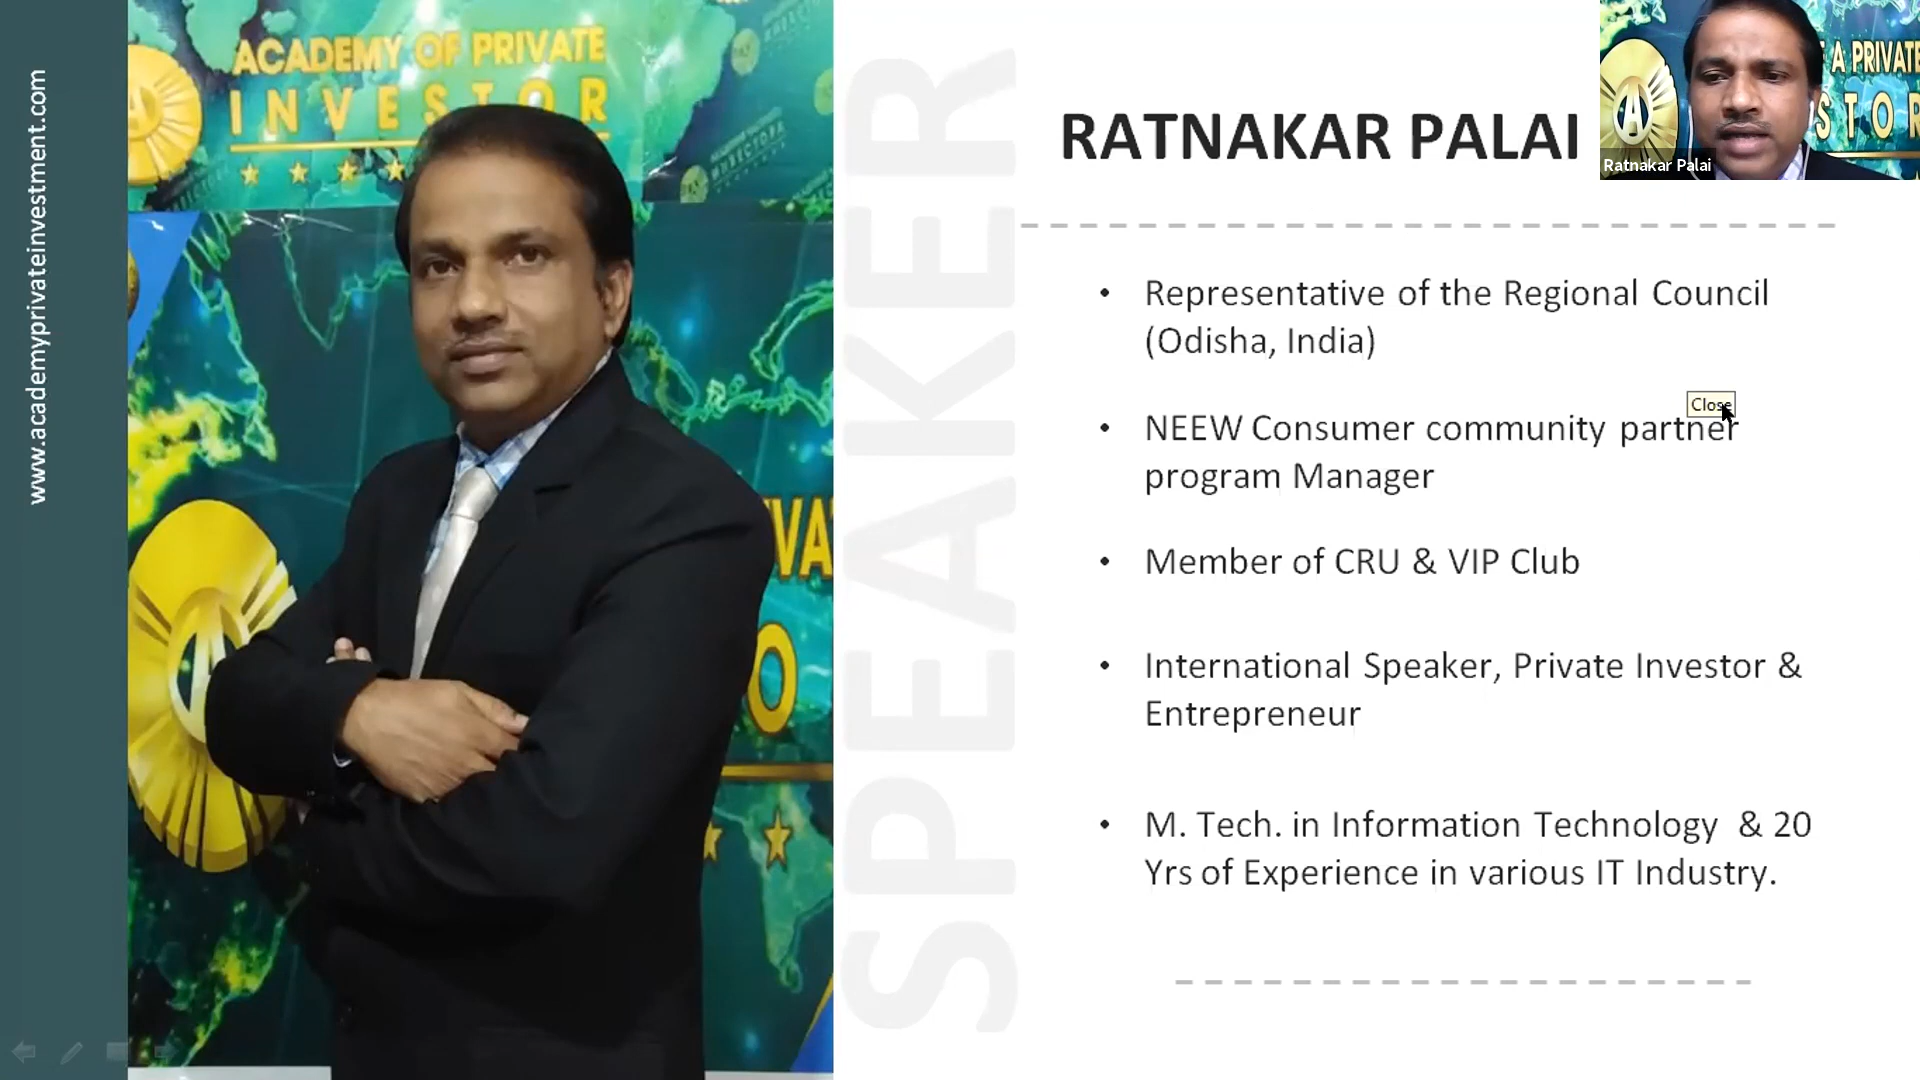 www.academyprivateinvestment.com
ACADEMY OF PRIVATE
INVESTOR
SPEAKER
RATNAKAR PALAI
A PRIVATE
STOR
Ratnakar Palai
• Representative of the Regional Council
(Odisha, India)
Close
• NEEW Consumer community partner
program Manager
• Member of CRU & VIP Club
• International Speaker, Private Investor &
Entrepreneur
• M. Tech. in Information Technology & 20
Yrs of Experience in various IT Industry.